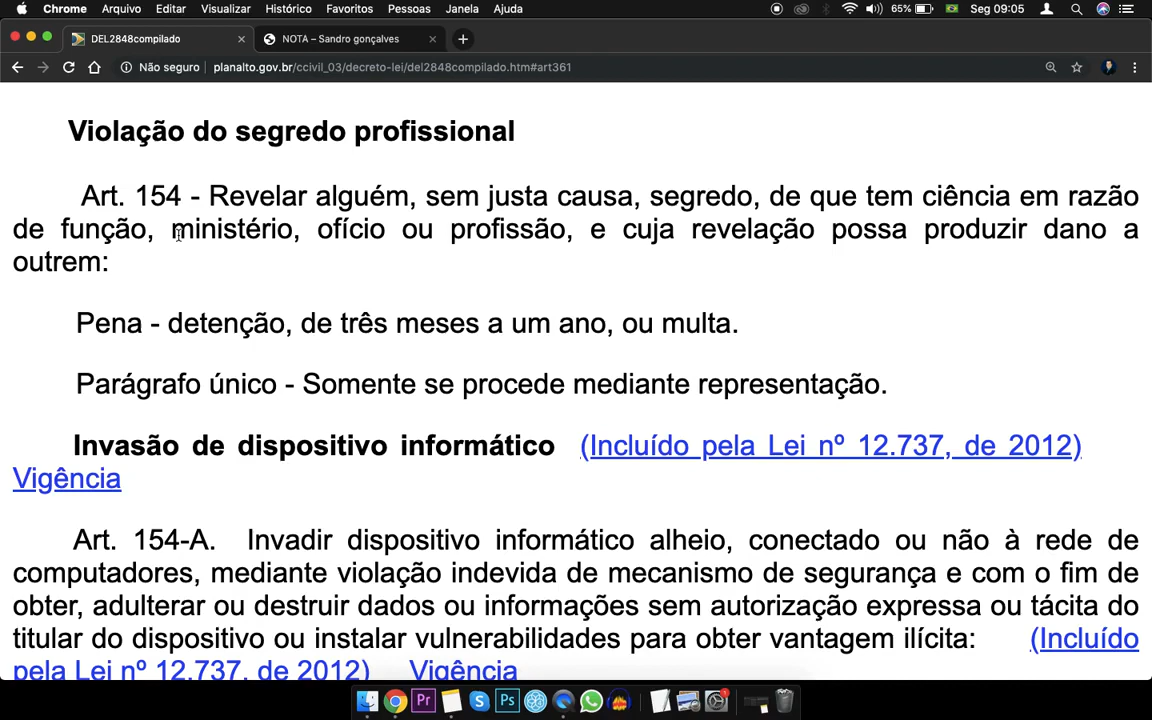 Chrome Arquivo Editar Visualizar Histórico Favoritos Pessoas Janela Ajuda 65% Seg 09:05
DEL2848compilado NOTA – Sandro gonçalves
Não seguro planalto.gov.br/ccivil_03/decreto-lei/del2848compilado.htm#art361
Violação do segredo profissional
Art. 154 - Revelar alguém, sem justa causa, segredo, de que tem ciência em razão
de função, ministério, ofício ou profissão, e cuja revelação possa produzir dano a
outrem:
Pena - detenção, de três meses a um ano, ou multa.
Parágrafo único - Somente se procede mediante representação.
Invasão de dispositivo informático (Incluído pela Lei nº 12.737, de 2012)
Vigência
Art. 154-A. Invadir dispositivo informático alheio, conectado ou não à rede de
computadores, mediante violação indevida de mecanismo de segurança e com o fim de
obter, adulterar ou destruir dados ou informações sem autorização expressa ou tácita do
titular do dispositivo ou instalar vulnerabilidades para obter vantagem ilícita: (Incluído
pela Lei nº 12.737, de 2012) Vigência
Pr S Ps 1